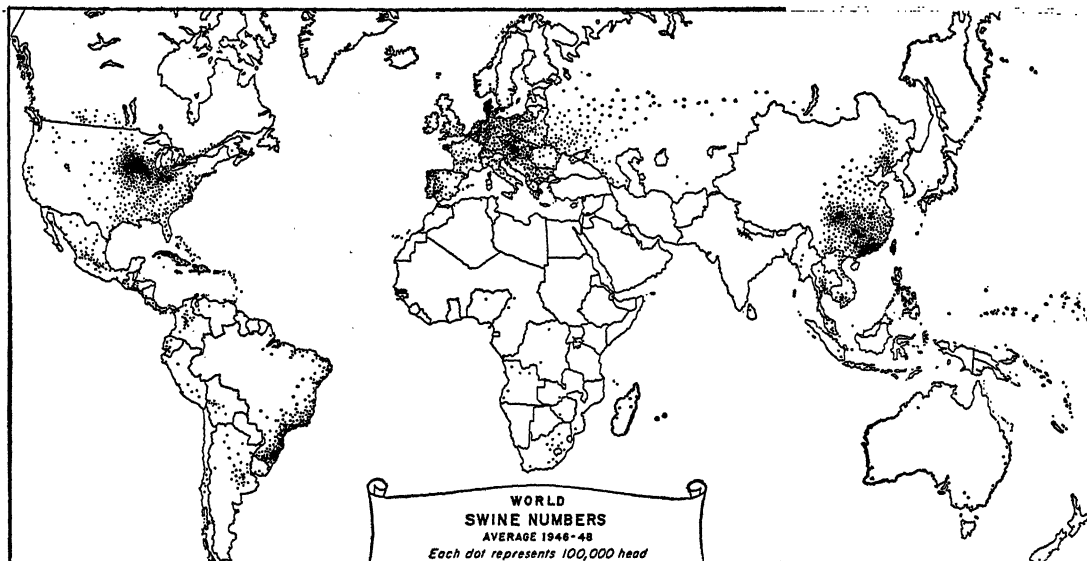 WORLD
SWINE NUMBERS
AVERAGE 1946-48
Each dot represents 100,000 head